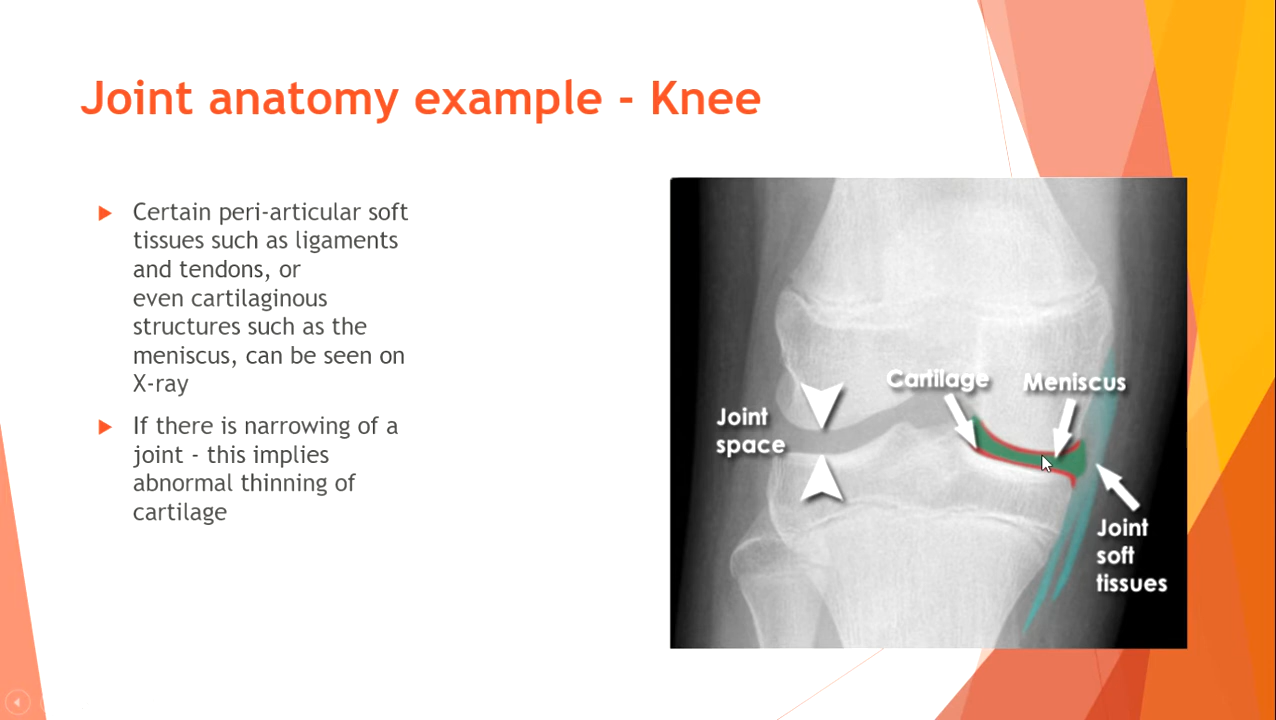 Joint anatomy example - Knee
Certain peri-articular soft
tissues such as ligaments
and tendons, or
even cartilaginous
structures such as the
meniscus, can be seen on
X-ray
If there is narrowing of a
joint - this implies
abnormal thinning of
cartilage
Cartilage
Meniscus
Joint
space
Joint
soft
tissues